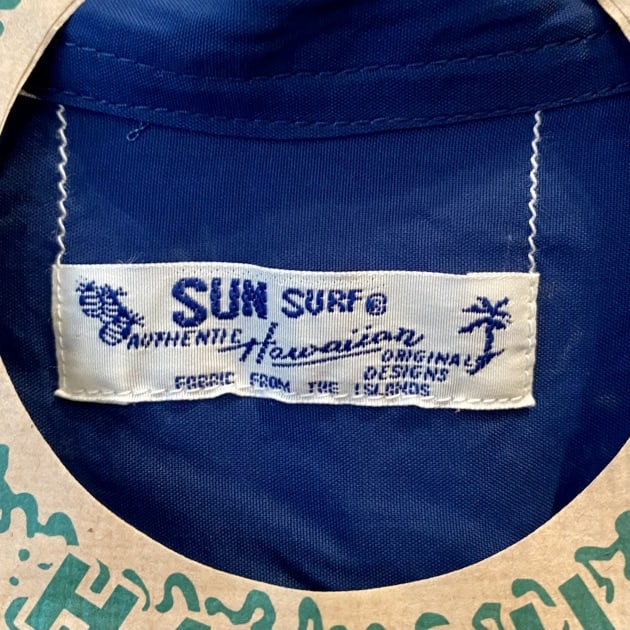 SUN SURF®
AUTHENTIC Hawaiian ORIGINAL
DESIGNS
FABRIC FROM THE ISLANDS